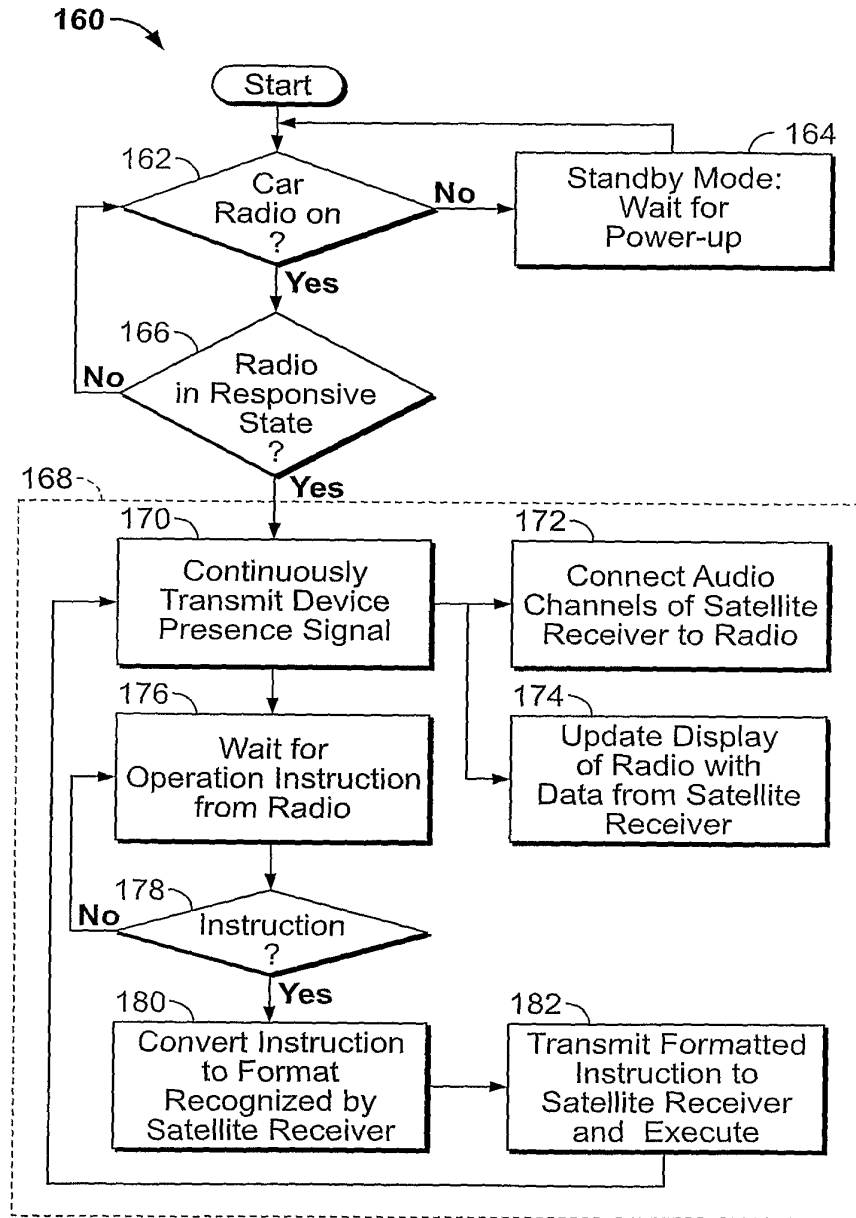 160
Start
162
Car
Radio on
?
No
164
Standby Mode:
Wait for
Power-up
Yes
166
Radio
in Responsive
State
?
No
Yes
168
170
Continuously
Transmit Device
Presence Signal
172
Connect Audio
Channels of Satellite
Receiver to Radio
174
Update Display
of Radio with
Data from Satellite
Receiver
176
Wait for
Operation Instruction
from Radio
178
Instruction
?
No
Yes
180
Convert Instruction
to Format
Recognized by
Satellite Receiver
182
Transmit Formatted
Instruction to
Satellite Receiver
and Execute